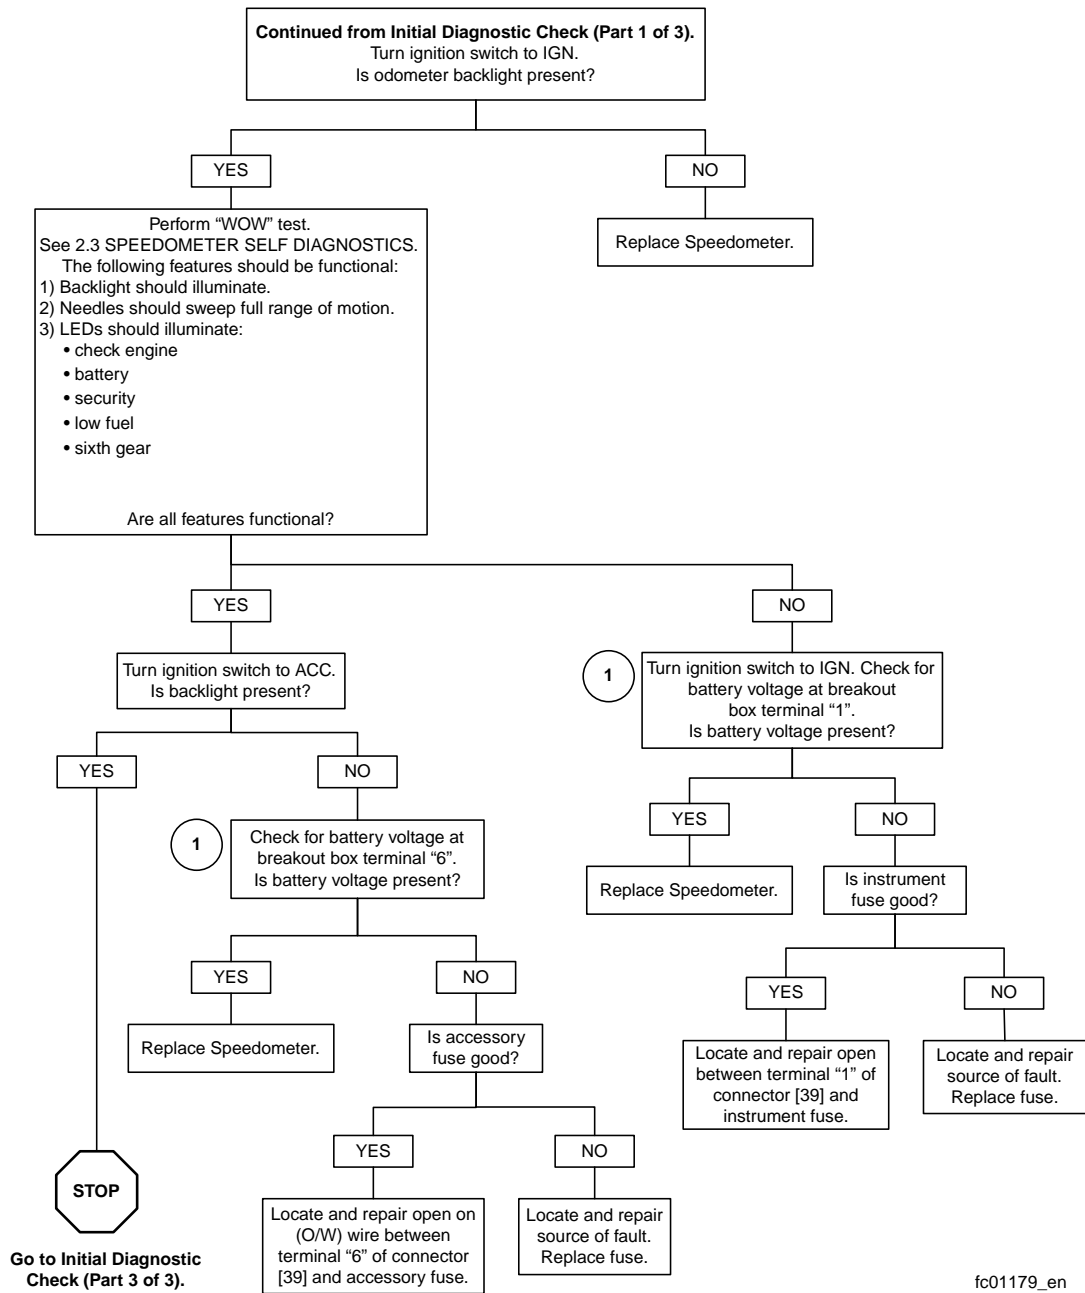 Continued from Initial Diagnostic Check (Part 1 of 3).
Turn ignition switch to IGN.
Is odometer backlight present?
YES
NO
Perform “WOW” test.
See 2.3 SPEEDOMETER SELF DIAGNOSTICS.
The following features should be functional:
1) Backlight should illuminate.
2) Needles should sweep full range of motion.
3) LEDs should illuminate:
• check engine
• battery
• security
• low fuel
• sixth gear
Are all features functional?
Replace Speedometer.
YES
NO
Turn ignition switch to ACC.
Is backlight present?
1
Turn ignition switch to IGN. Check for
battery voltage at breakout
box terminal “1”.
Is battery voltage present?
YES
NO
1
Check for battery voltage at
breakout box terminal “6”.
Is battery voltage present?
YES
NO
Replace Speedometer.
Is instrument
fuse good?
YES
NO
Replace Speedometer.
Is accessory
fuse good?
YES
NO
Locate and repair open
between terminal “1” of
connector [39] and
instrument fuse.
Locate and repair
source of fault.
Replace fuse.
YES
NO
STOP
Go to Initial Diagnostic
Check (Part 3 of 3).
Locate and repair open on
(O/W) wire between
terminal “6” of connector
[39] and accessory fuse.
Locate and repair
source of fault.
Replace fuse.
fc01179_en